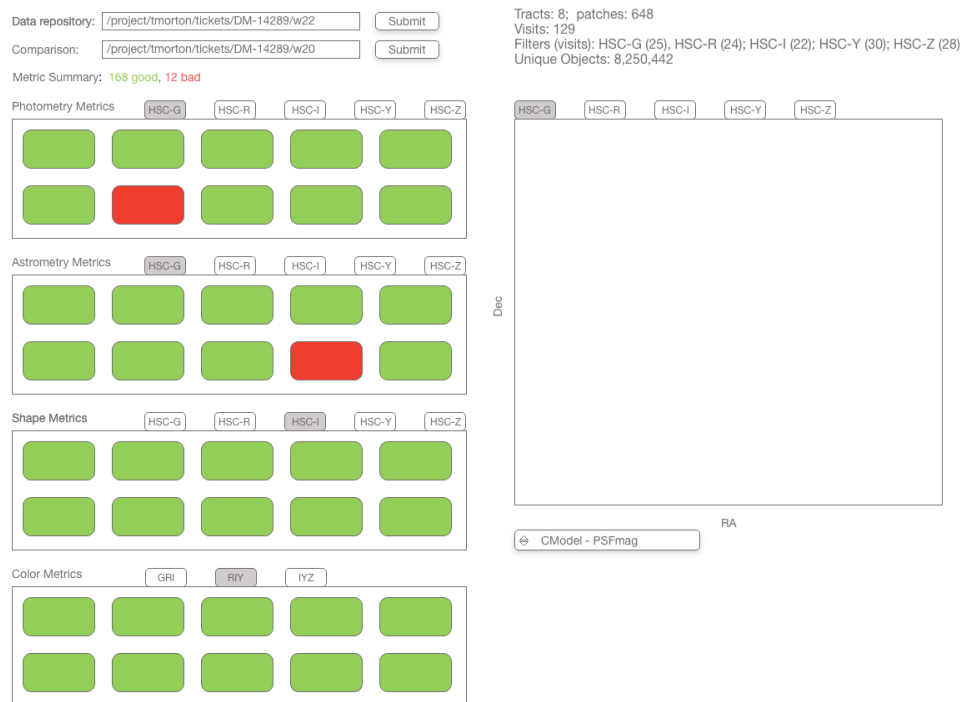 Data repository: /project/tmorton/tickets/DM-14289/w22 Submit
Comparison: /project/tmorton/tickets/DM-14289/w20 Submit
Metric Summary: 168 good, 12 bad
Photometry Metrics HSC-G HSC-R HSC-I HSC-Y HSC-Z
Astrometry Metrics HSC-G HSC-R HSC-I HSC-Y HSC-Z
Shape Metrics HSC-G HSC-R HSC-I HSC-Y HSC-Z
Color Metrics GRI RIY IYZ
Tracts: 8; patches: 648
Visits: 129
Filters (visits): HSC-G (25), HSC-R (24); HSC-I (22); HSC-Y (30); HSC-Z (28)
Unique Objects: 8,250,442
HSC-G HSC-R HSC-I HSC-Y HSC-Z
Dec
RA
CModel - PSFmag